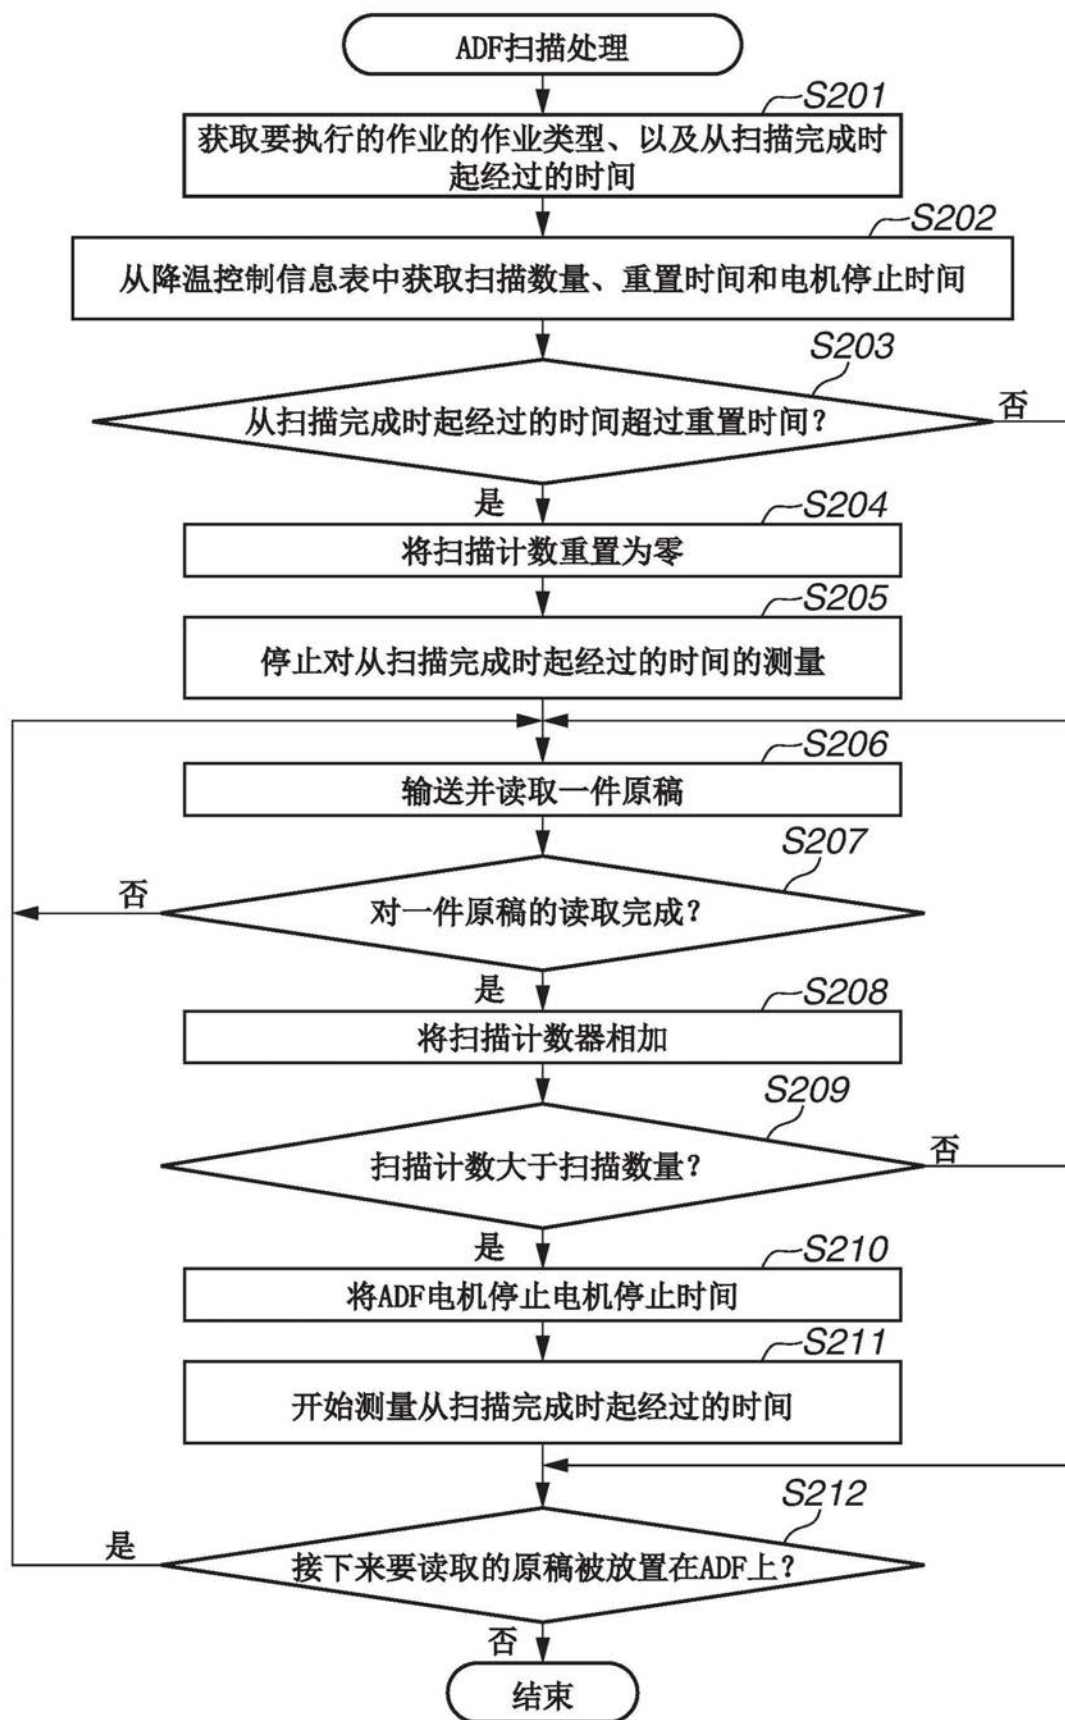 ADF扫描处理
S201
获取要执行的作业的作业类型、以及从扫描完成时
起经过的时间
S202
从降温控制信息表中获取扫描数量、重置时间和电机停止时间
S203
从扫描完成时起经过的时间超过重置时间?
否
是
S204
将扫描计数重置为零
S205
停止对从扫描完成时起经过的时间的测量
S206
输送并读取一件原稿
S207
否
对一件原稿的读取完成?
是
S208
将扫描计数器相加
S209
扫描计数大于扫描数量?
否
是
S210
将ADF电机停止电机停止时间
S211
开始测量从扫描完成时起经过的时间
S212
是
接下来要读取的原稿被放置在ADF上?
否
结束